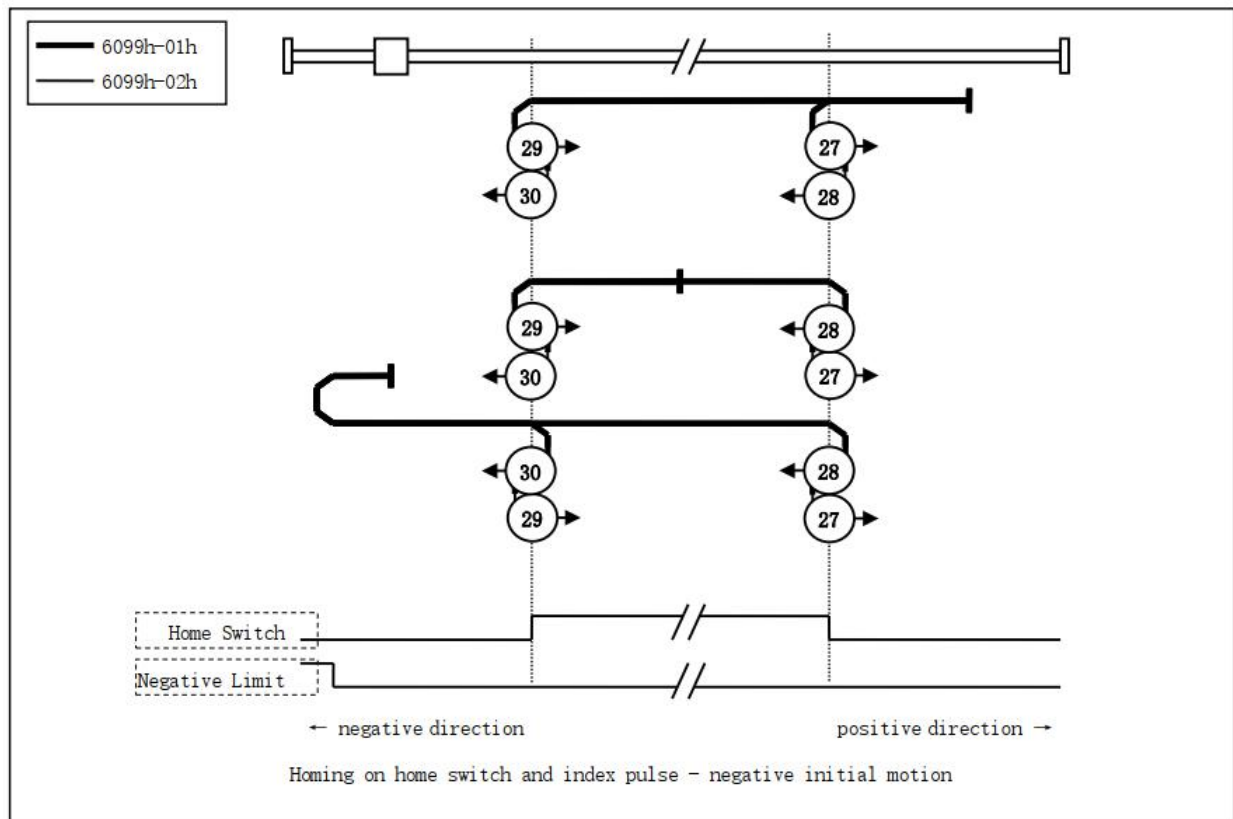 6099h-01h
6099h-02h
29
27
30
28
29
28
30
27
30
28
29
27
Home Switch
Negative Limit
← negative direction
positive direction →
Homing on home switch and index pulse - negative initial motion